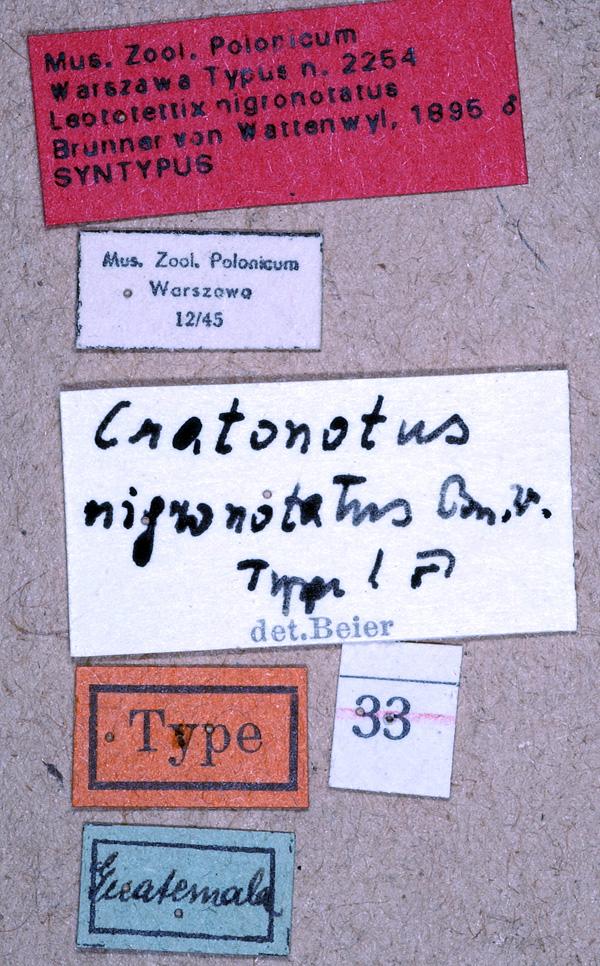 Mus. Zool. Polonicum
Warszawa Typus n. 2254
Leptotettix nigronotatus
Brunner von Wattenwyl, 1895 ♂
SYNTYPUS
Mus. Zool. Polonicum
Warszawa
12/45
Cratonotus
nigronotatus Br.v.
Type
det.Beier
Type
33
Guatemala